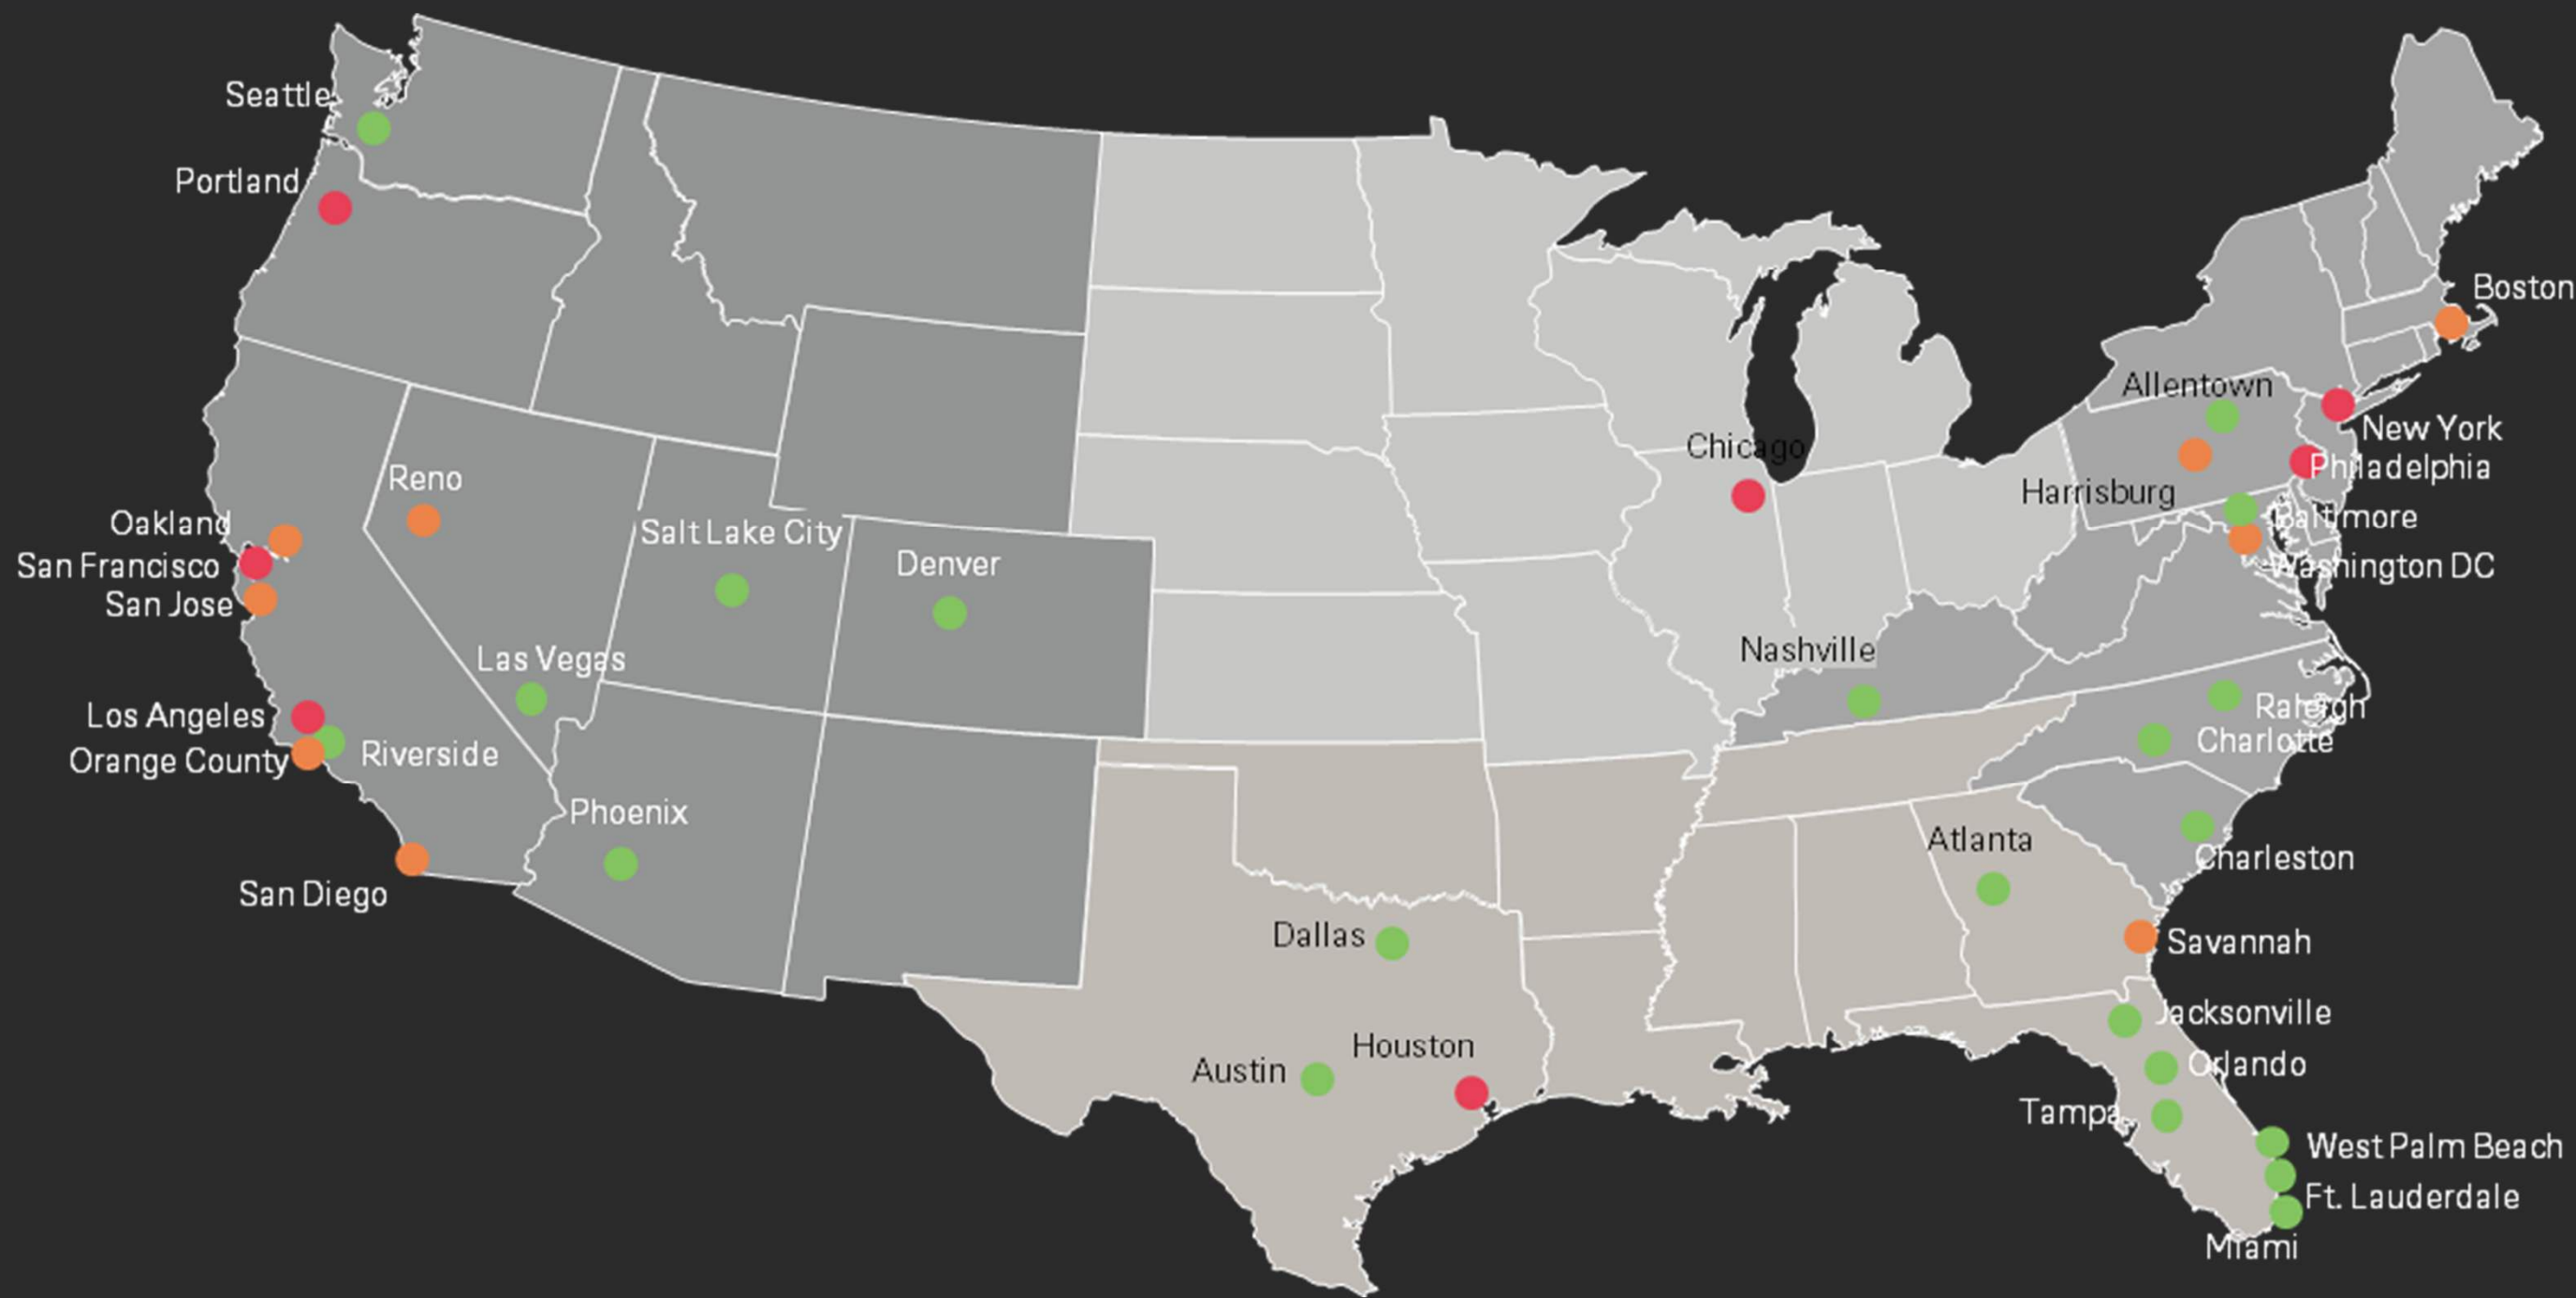 Seattle
Portland
Boston
Allentown
New York
Chicago
Philadelphia
Reno
Harrisburg
Oakland
Baltimore
Salt Lake City
San Francisco
Denver
Washington DC
San Jose
Nashville
Las Vegas
Raleigh
Los Angeles
Charlotte
Riverside
Orange County
Phoenix
Atlanta
Charleston
San Diego
Dallas
Savannah
Jacksonville
Houston
Orlando
Austin
Tampa
West Palm Beach
Ft. Lauderdale
Miami